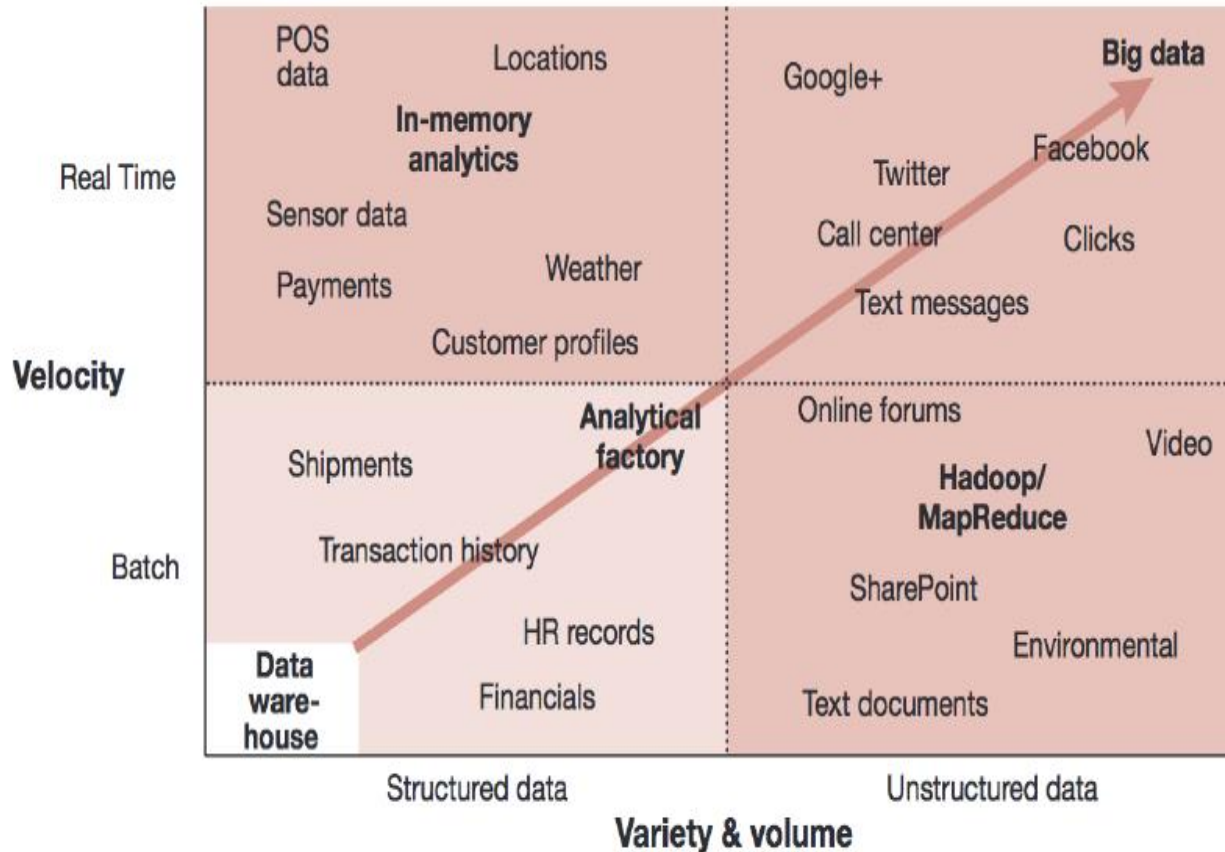 POS
data
Locations
Google+
Big data
In-memory
analytics
Facebook
Real Time
Twitter
Sensor data
Call center
Clicks
Weather
Payments
Text messages
Customer profiles
Velocity
Online forums
Analytical
factory
Video
Shipments
Hadoop/
MapReduce
Transaction history
Batch
SharePoint
HR records
Environmental
Data
ware-
house
Financials
Text documents
Structured data
Unstructured data
Variety & volume